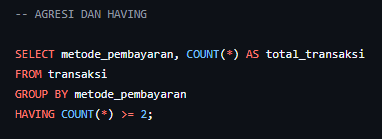 -- AGRESI DAN HAVING
SELECT metode_pembayaran, COUNT(*) AS total_transaksi
FROM transaksi
GROUP BY metode_pembayaran
HAVING COUNT(*) >= 2;